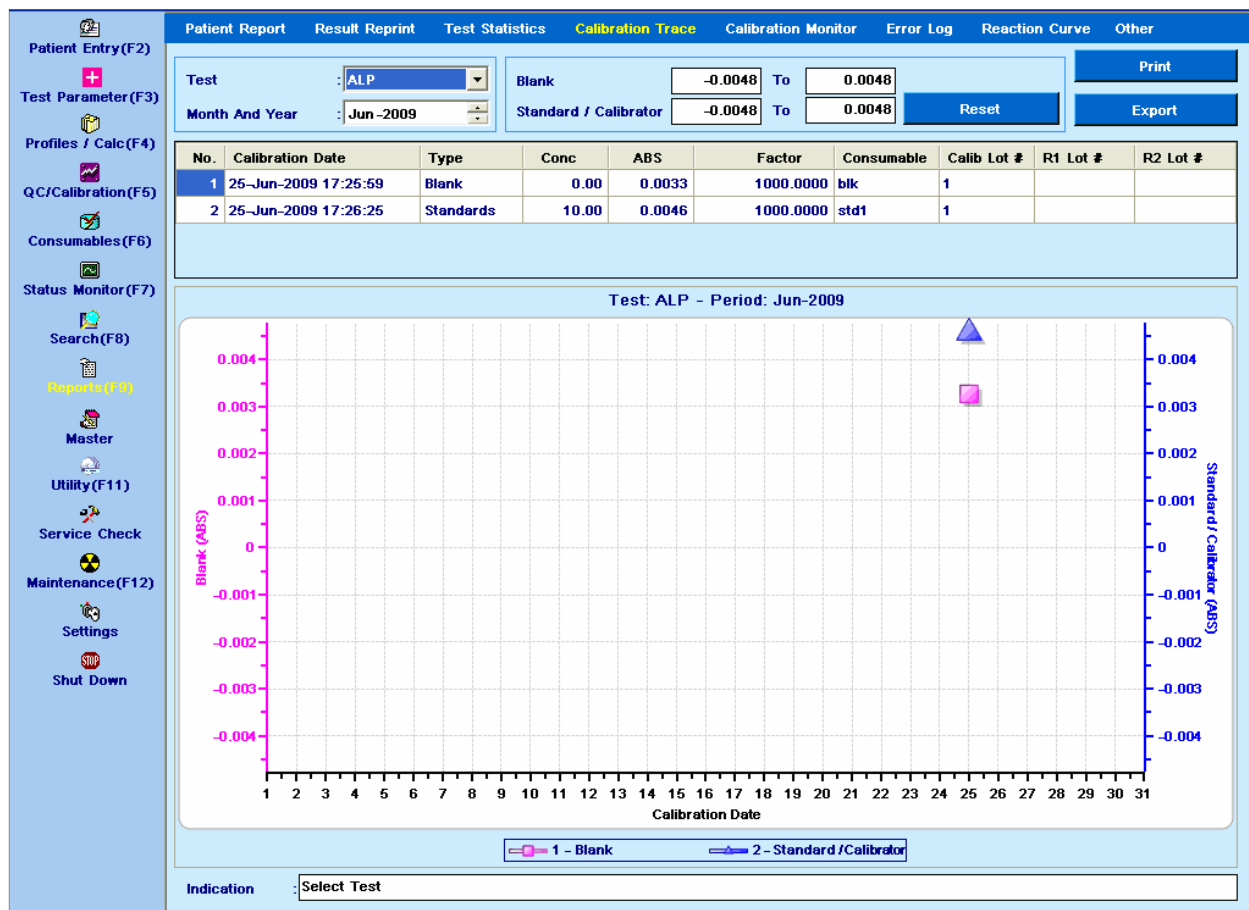 Patient Report Result Reprint Test Statistics Calibration Trace Calibration Monitor Error Log Reaction Curve Other
Patient Entry(F2)
Test Parameter(F3)
Profiles / Calc(F4)
QC/Calibration(F5)
Consumables(F6)
Status Monitor(F7)
Search(F8)
Reports(F9)
Master
Utility(F11)
Service Check
Maintenance(F12)
Settings
STOP
Shut Down
Test : ALP
Month And Year : Jun-2009
Blank -0.0048 To 0.0048
Standard / Calibrator -0.0048 To 0.0048
Reset
Print
Export
No. Calibration Date Type Conc ABS Factor Consumable Calib Lot # R1 Lot # R2 Lot #
1 25-Jun-2009 17:25:59 Blank 0.00 0.0033 1000.0000 blk 1
2 25-Jun-2009 17:26:25 Standards 10.00 0.0046 1000.0000 std1 1
Test: ALP - Period: Jun-2009
Blank (ABS)
0.004
0.003
0.002
0.001
0
-0.001
-0.002
-0.003
-0.004
0.004
0.003
0.002
0.001
0
-0.001
-0.002
-0.003
-0.004
Standard / Calibrator (ABS)
1 2 3 4 5 6 7 8 9 10 11 12 13 14 15 16 17 18 19 20 21 22 23 24 25 26 27 28 29 30 31
Calibration Date
1 - Blank 2 - Standard /Calibrator
Indication : Select Test